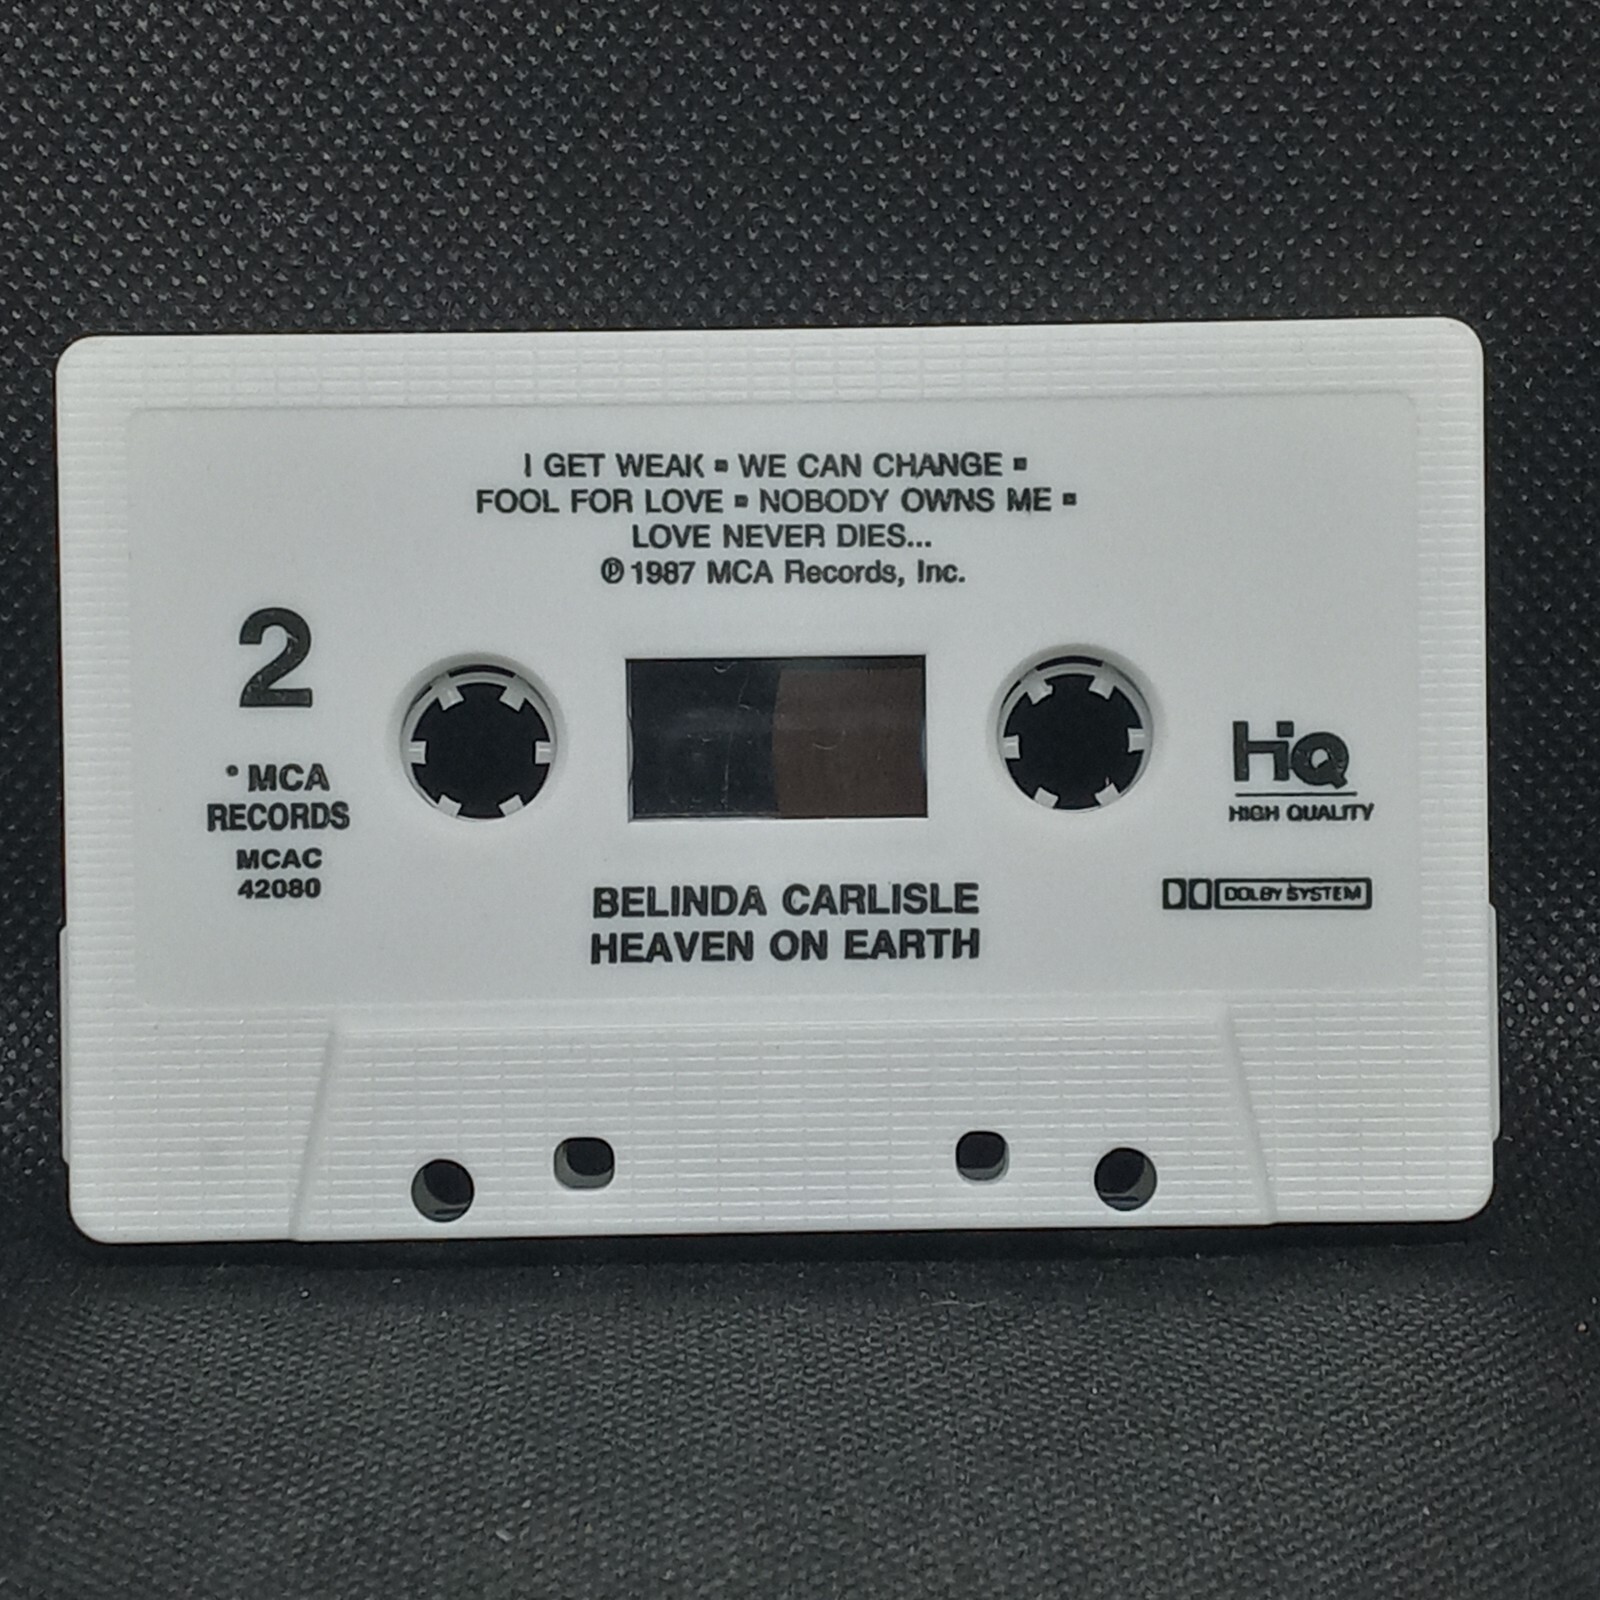 I GET WEAK ▪ WE CAN CHANGE ▪
FOOL FOR LOVE ▪ NOBODY OWNS ME ▪
LOVE NEVER DIES...
℗ 1987 MCA Records, Inc.
2
MCA
RECORDS
MCAC
42080
HiQ
HIGH QUALITY
DOLBY SYSTEM
BELINDA CARLISLE
HEAVEN ON EARTH